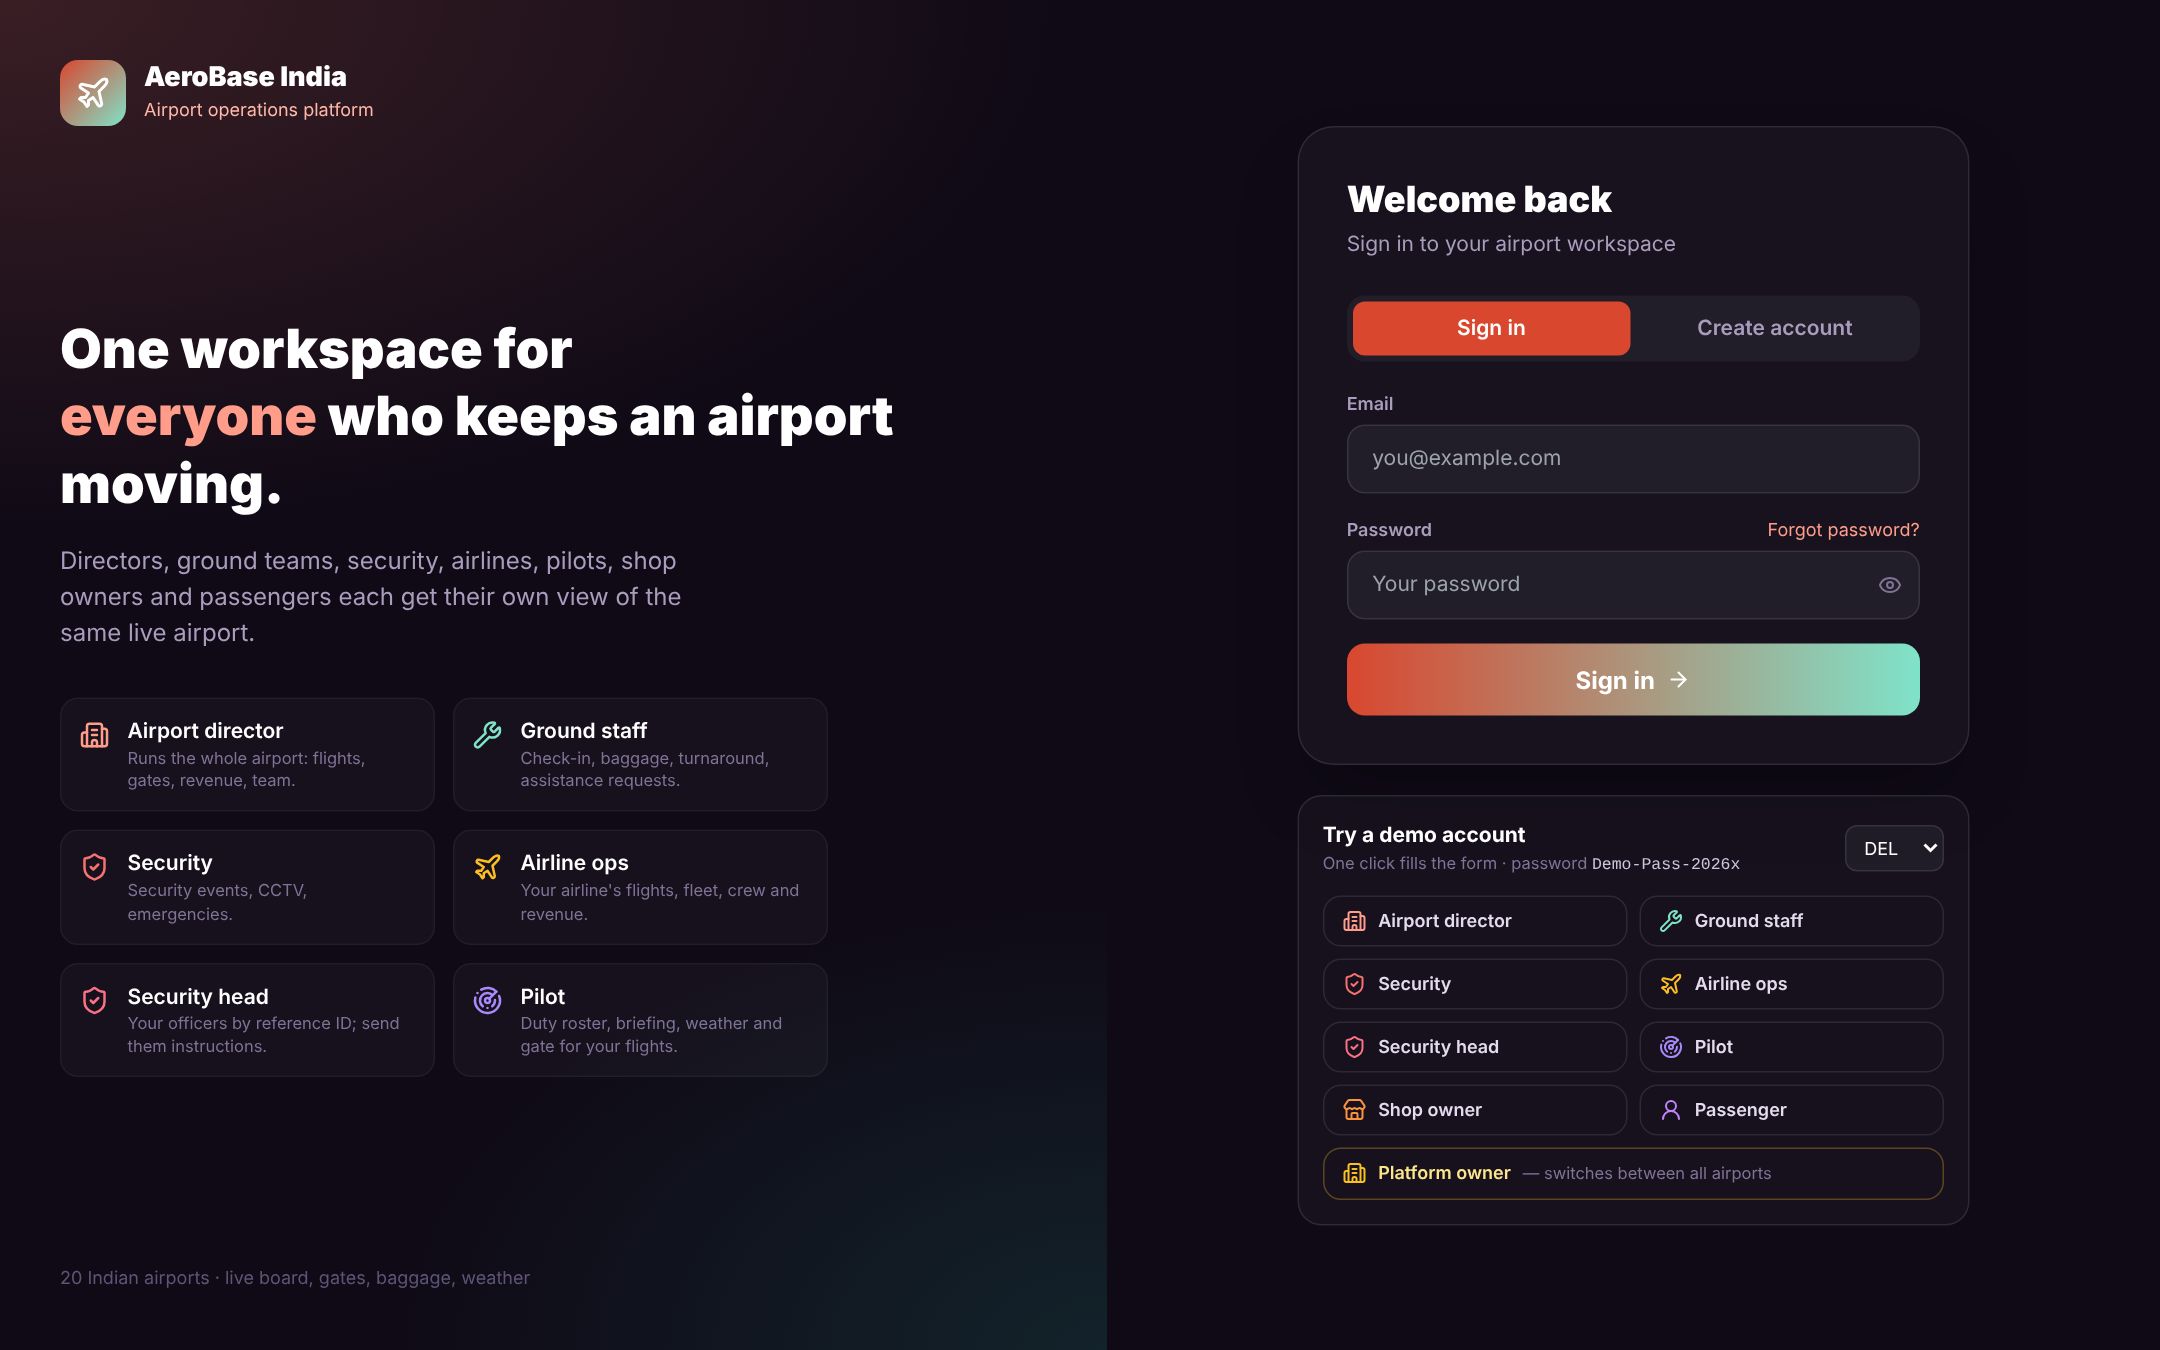 AeroBase India
Airport operations platform
One workspace for
everyone who keeps an airport
moving.
Directors, ground teams, security, airlines, pilots, shop
owners and passengers each get their own view of the
same live airport.
Airport director
Runs the whole airport: flights,
gates, revenue, team.
Ground staff
Check-in, baggage, turnaround,
assistance requests.
Security
Security events, CCTV,
emergencies.
Airline ops
Your airline's flights, fleet, crew and
revenue.
Security head
Your officers by reference ID; send
them instructions.
Pilot
Duty roster, briefing, weather and
gate for your flights.
20 Indian airports · live board, gates, baggage, weather
Welcome back
Sign in to your airport workspace
Sign in
Create account
Email
you@example.com
Password
Forgot password?
Your password
Sign in →
Try a demo account
One click fills the form · password Demo-Pass-2026x
DEL
Airport director
Ground staff
Security
Airline ops
Security head
Pilot
Shop owner
Passenger
Platform owner — switches between all airports